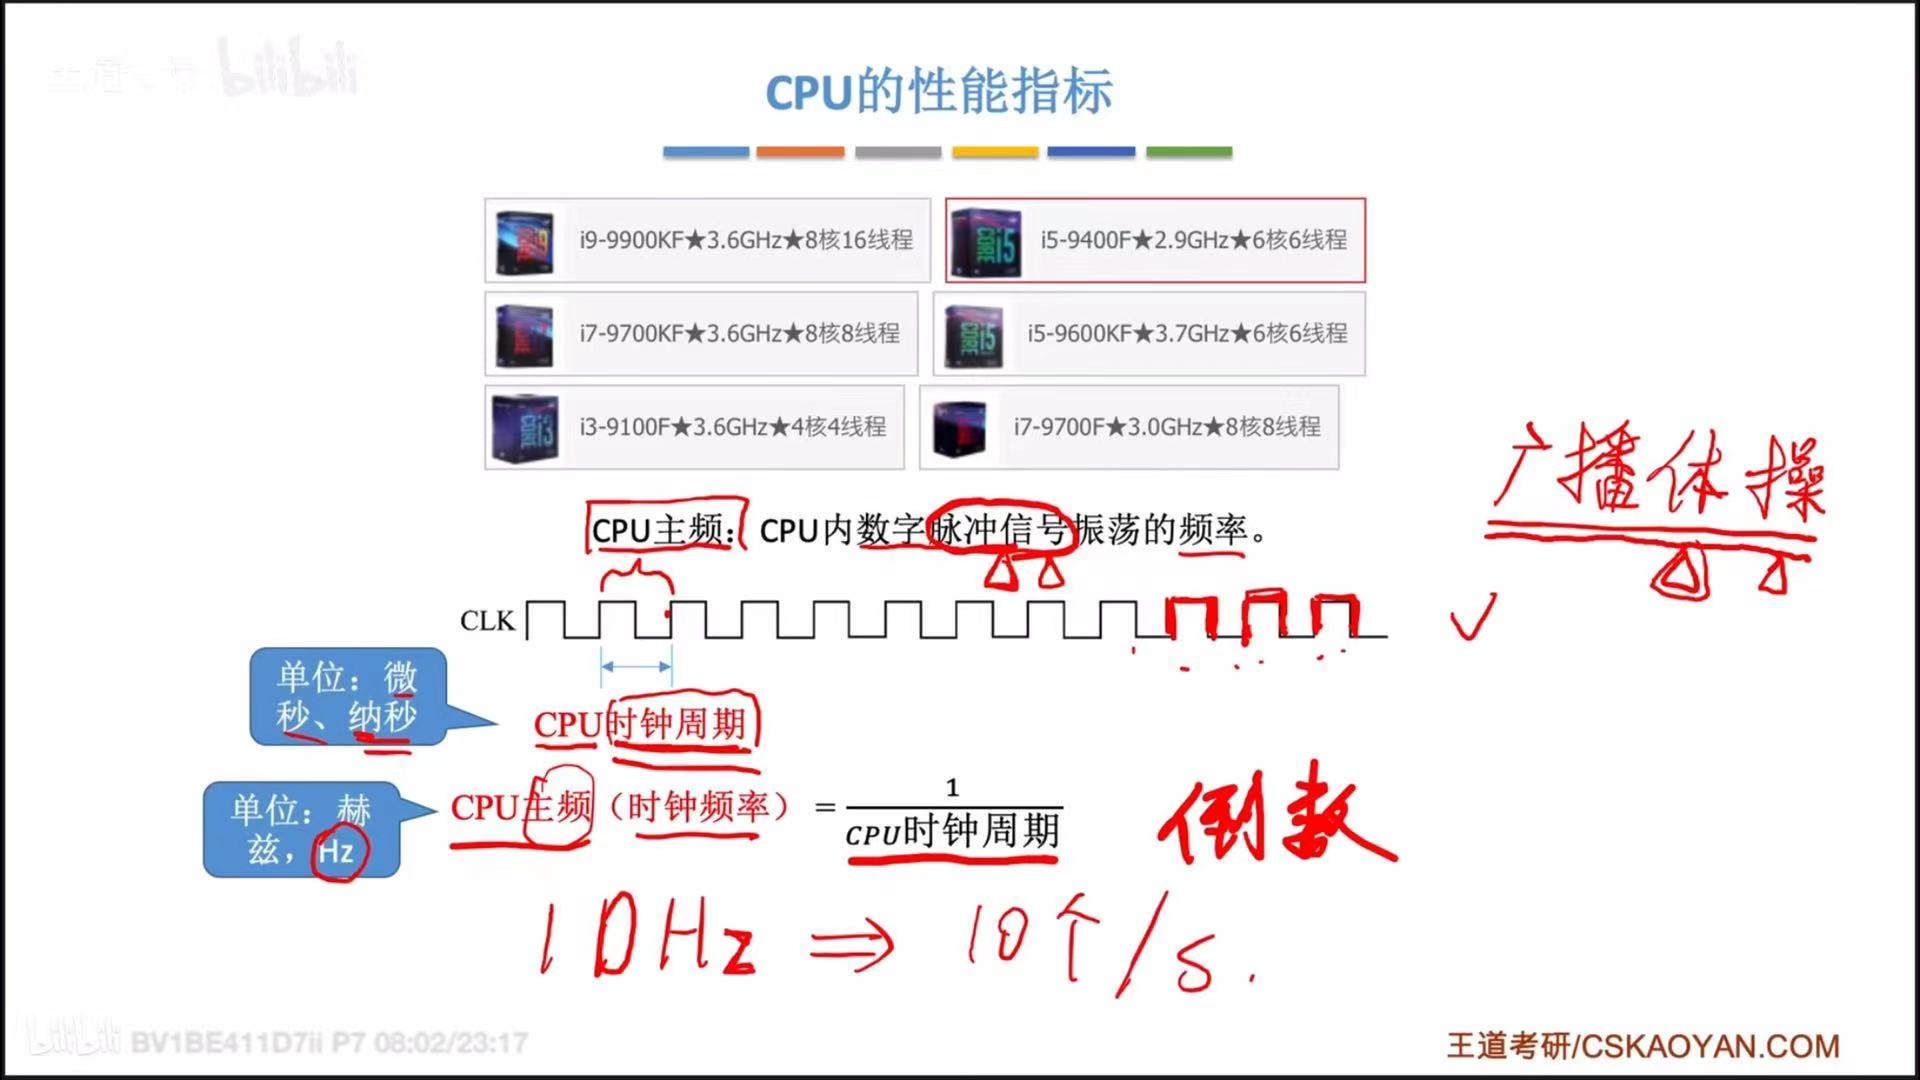 bilibili
CPU的性能指标
i9-9900KF★3.6GHz★8核16线程
i5-9400F★2.9GHz★6核6线程
i7-9700KF★3.6GHz★8核8线程
i5-9600KF★3.7GHz★6核6线程
i3-9100F★3.6GHz★4核4线程
i7-9700F★3.0GHz★8核8线程
广播体操
CPU主频：CPU内数字脉冲信号振荡的频率。
CLK
单位：微
秒、纳秒
CPU时钟周期
单位：赫
兹，Hz
CPU主频（时钟频率） = 1
CPU时钟周期
倒数
10Hz ⇒ 10个/s.
bilibili BV1BE411D7ii P7 08:02/23:17
王道考研/CSKAOYAN.COM